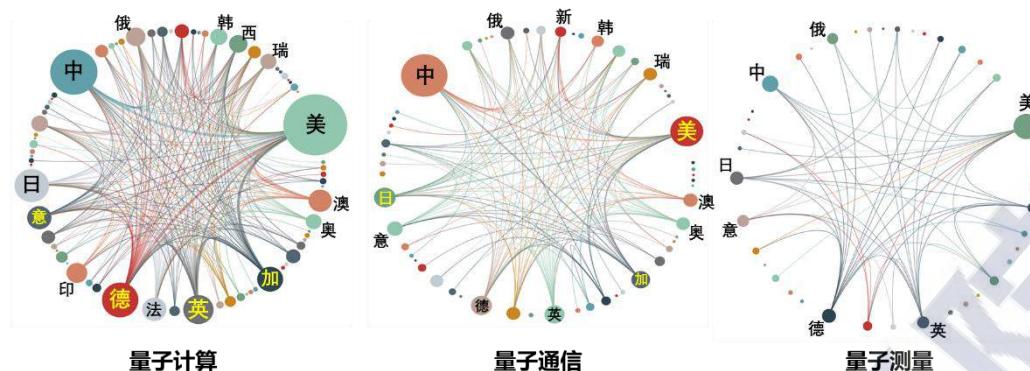 俄
韩
西
瑞
中
美
日
意
澳
奥
印
德
法
英
加
量子计算
俄
新
韩
瑞
中
美
日
意
澳
奥
德
英
加
量子通信
俄
中
美
日
意
德
英
量子测量